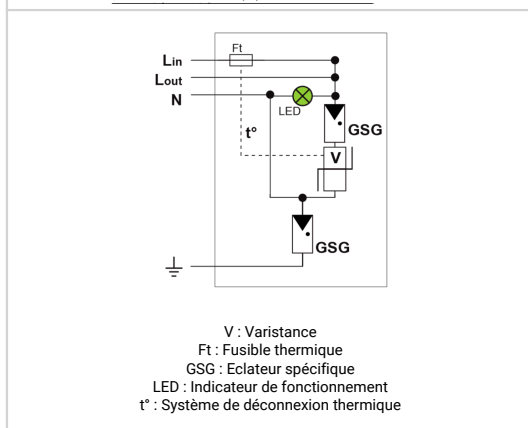 Ft
Lin
Lout
N
LED
GSG
t°
V
GSG
V : Varistance
Ft : Fusible thermique
GSG : Eclateur spécifique
LED : Indicateur de fonctionnement
t° : Système de déconnexion thermique